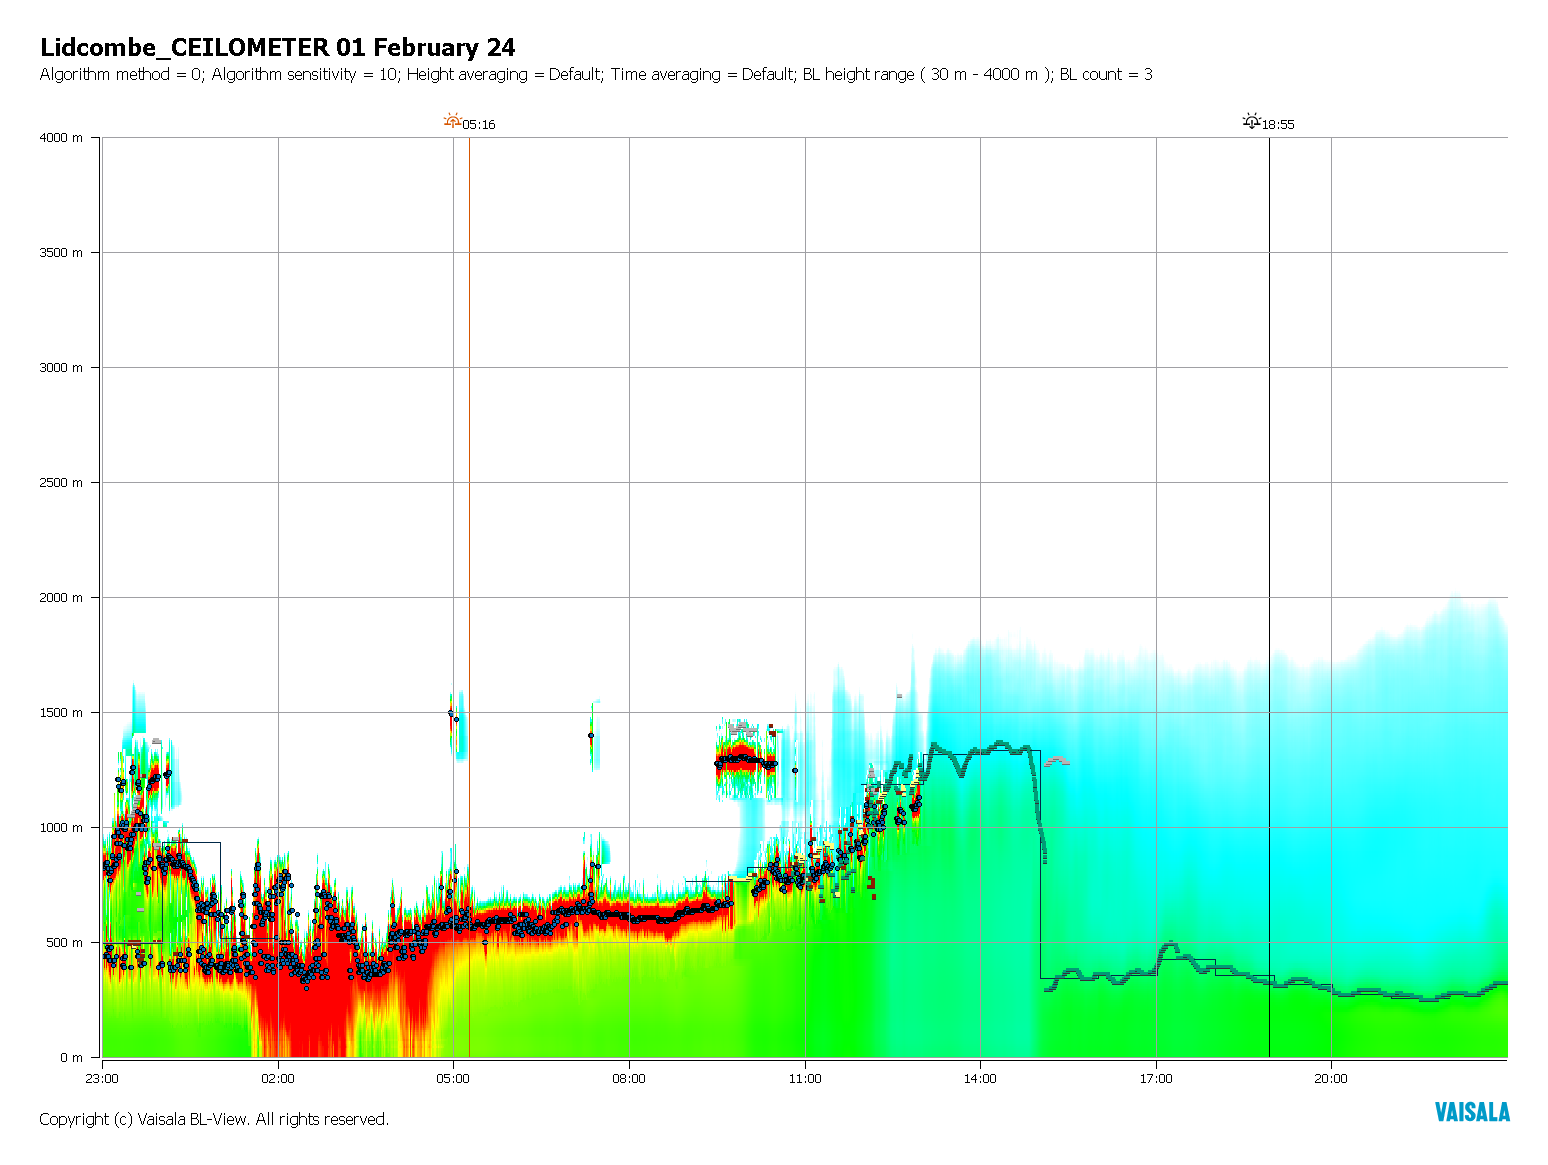 Lidcombe_CEILOMETER 01 February 24
Algorithm method = 0; Algorithm sensitivity = 10; Height averaging = Default; Time averaging = Default; BL height range ( 30 m - 4000 m ); BL count = 3
05:16
18:55
4000 m
3500 m
3000 m
2500 m
2000 m
1500 m
1000 m
500 m
0 m
23:00 02:00 05:00 08:00 11:00 14:00 17:00 20:00
Copyright (c) Vaisala BL-View. All rights reserved.
VAISALA